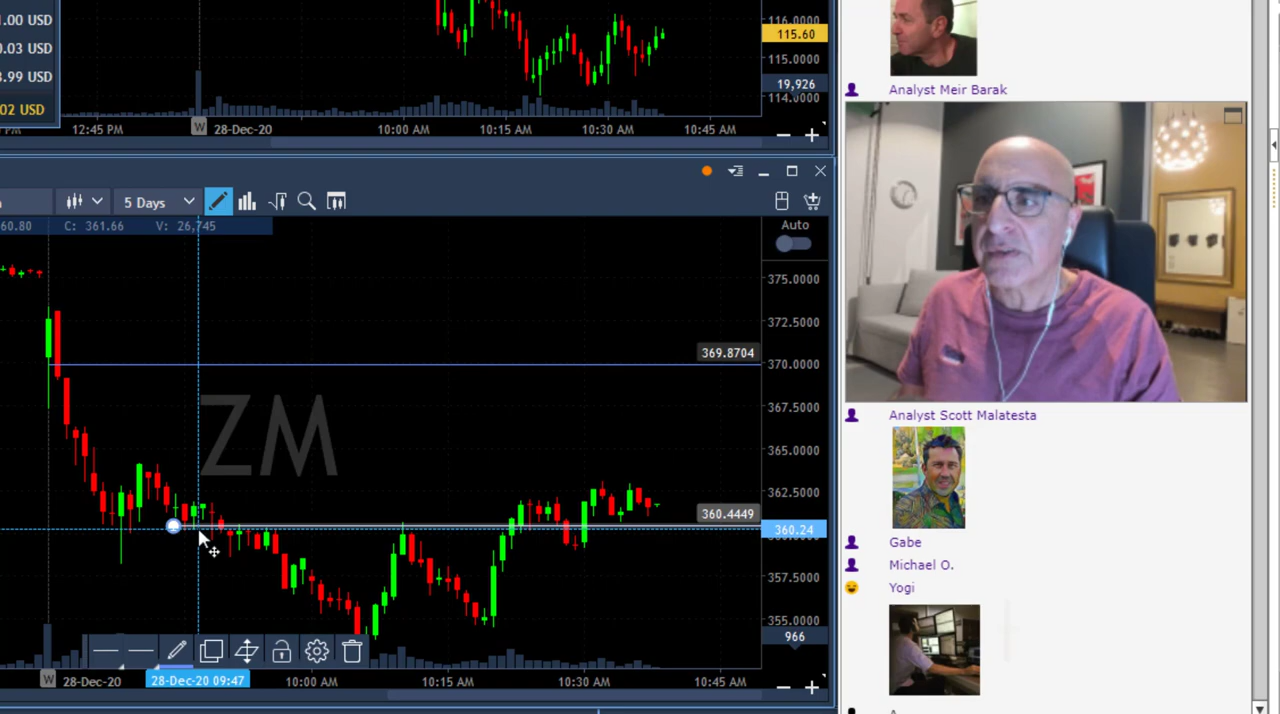 1.00 USD
0.03 USD
3.99 USD
02 USD
116.0000
115.60
115.0000
19,926
114.0000
PM
12:45 PM
W
28-Dec-20
10:00 AM
10:15 AM
10:30 AM
10:45 AM
5 Days
60.80
C: 361.66
V: 26,745
Auto
375.0000
372.5000
369.8704
370.0000
367.5000
ZM
365.0000
362.5000
360.4449
360.24
357.5000
355.0000
966
W
28-Dec-20
28-Dec-20 09:47
10:00 AM
10:15 AM
10:30 AM
10:45 AM
Analyst Meir Barak
Analyst Scott Malatesta
Gabe
Michael O.
Yogi